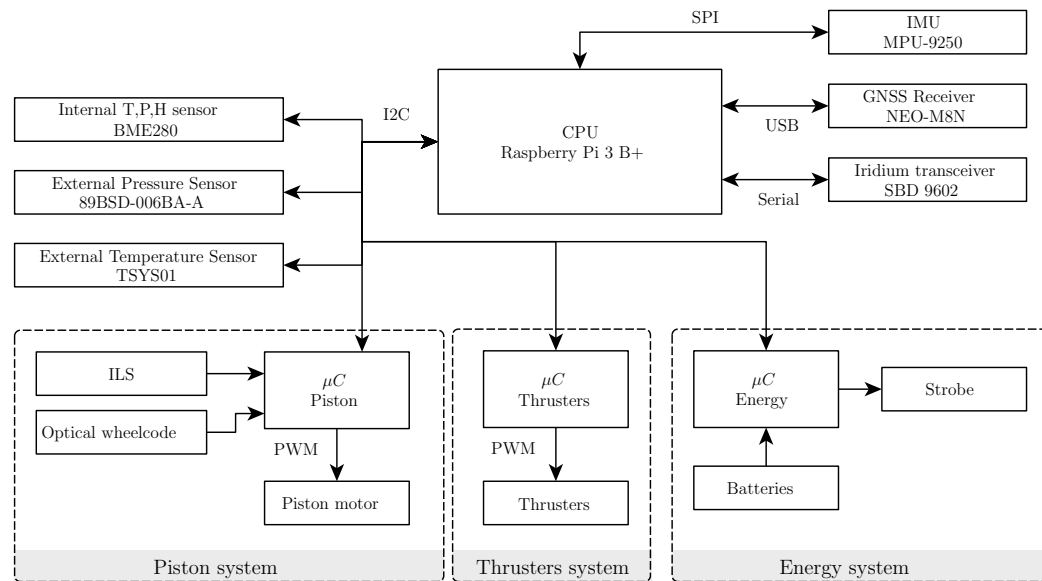 SPI
IMU
MPU-9250
Internal T,P,H sensor
BME280
I2C
CPU
Raspberry Pi 3 B+
USB
GNSS Receiver
NEO-M8N
External Pressure Sensor
89BSD-006BA-A
Serial
Iridium transceiver
SBD 9602
External Temperature Sensor
TSYS01
ILS
Optical wheelcode
μC
Piston
PWM
Piston motor
Piston system
μC
Thrusters
PWM
Thrusters
Thrusters system
μC
Energy
Strobe
Batteries
Energy system